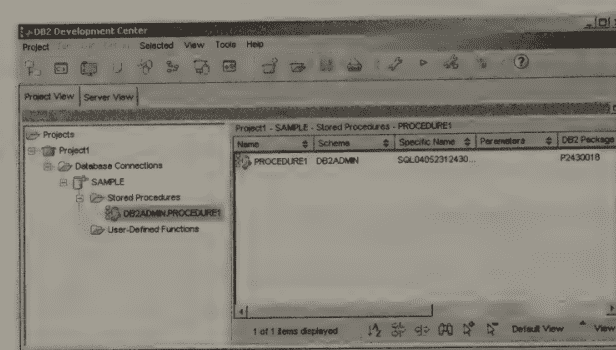 DB2 Development Center
Project Selected View Tools Help
Project View Server View
Projects
Project1
Database Connections
SAMPLE
Stored Procedures
DB2ADMIN.PROCEDURE1
User-Defined Functions
Project1 - SAMPLE - Stored Procedures - PROCEDURE1
Name Schema Specific Name Parameters DB2 Package
PROCEDURE1 DB2ADMIN SQL04052312430... P2430018
1 of 1 items displayed Default View View